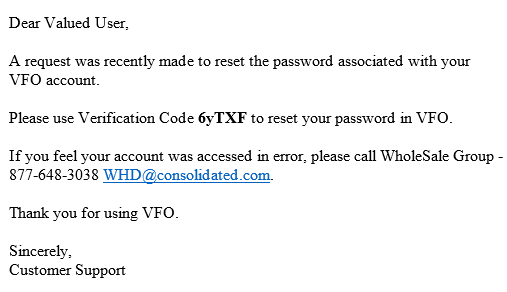 Dear Valued User,
A request was recently made to reset the password associated with your
VFO account.
Please use Verification Code 6yTXF to reset your password in VFO.
If you feel your account was accessed in error, please call WholeSale Group -
877-648-3038 WHD@consolidated.com.
Thank you for using VFO.
Sincerely,
Customer Support